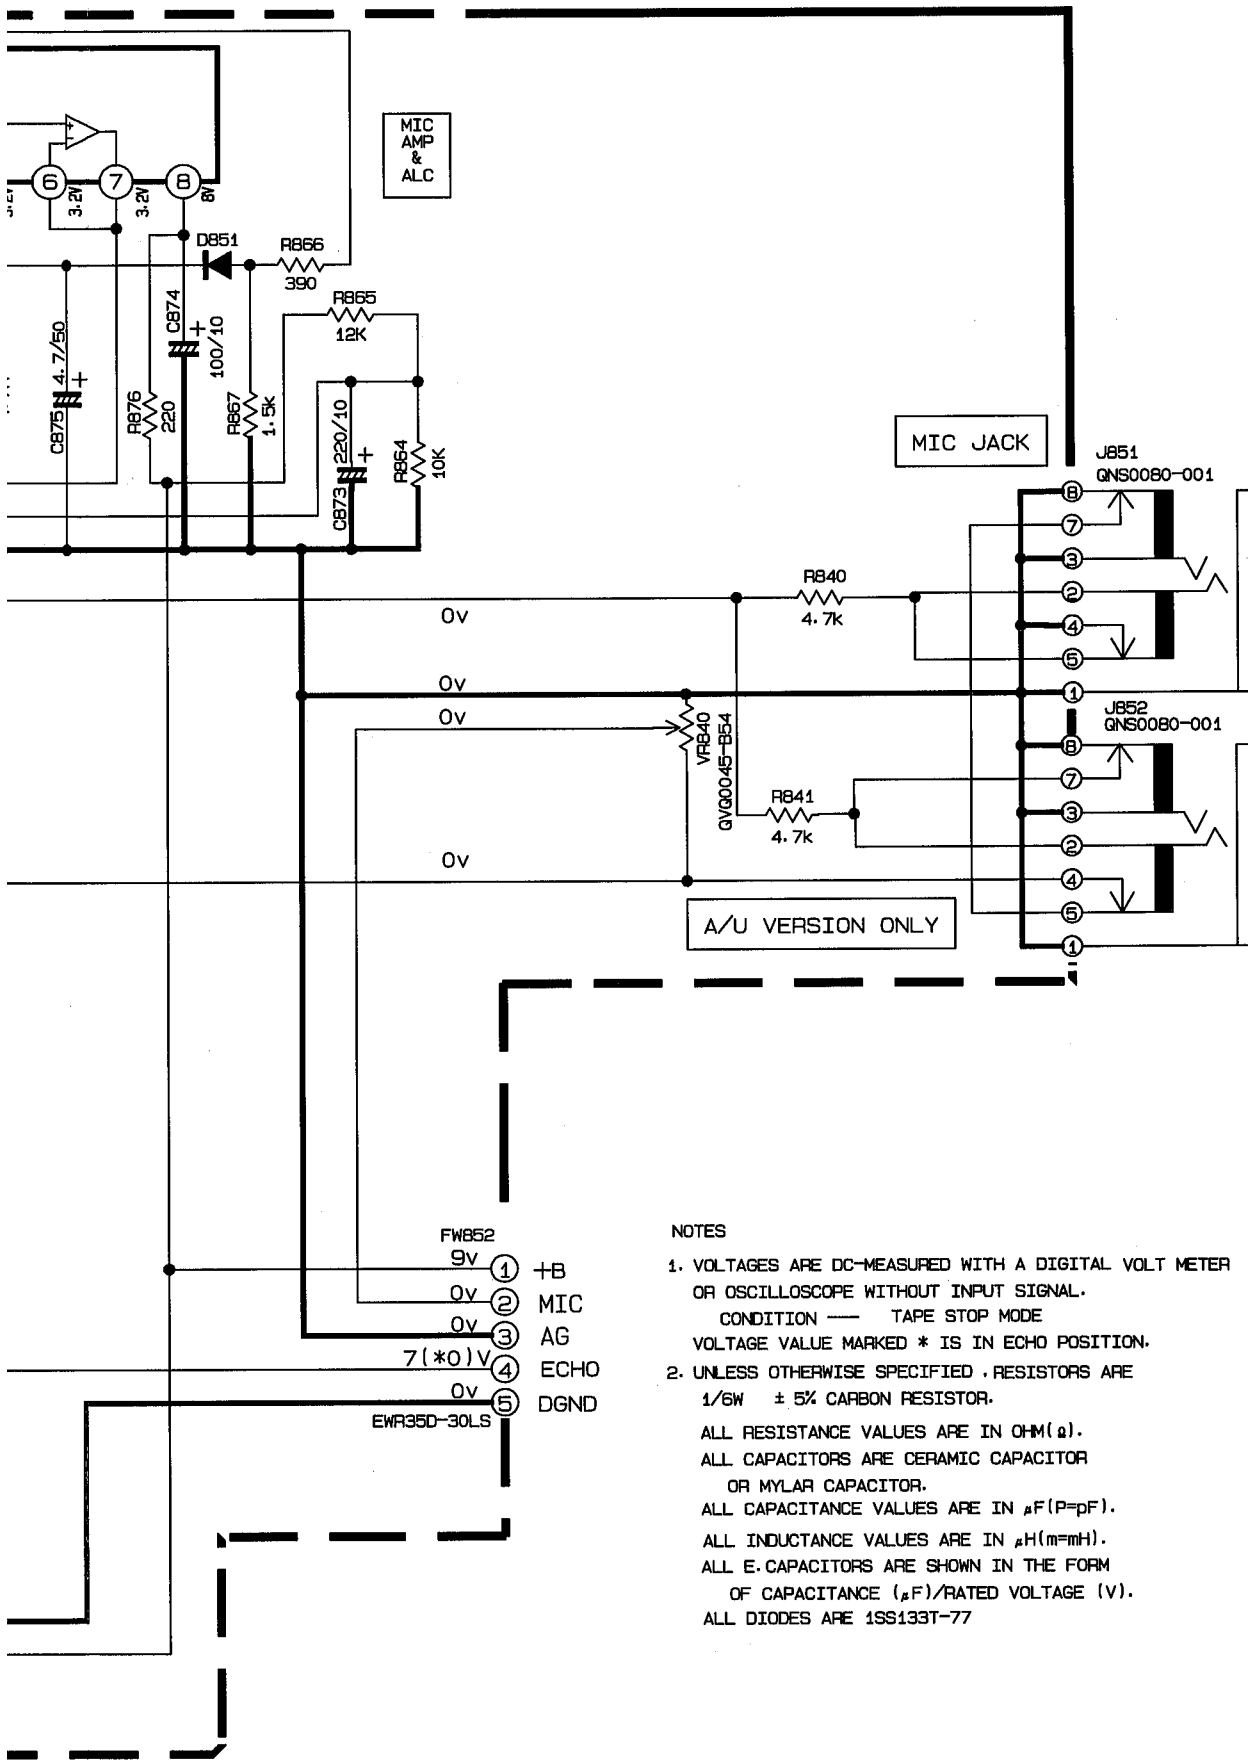 MIC
AMP
&
ALC
6
7
8
3.2V
3.2V
3.2V
8V
D851
R866
390
R865
12K
C874
100/10
C875
4.7/50
R876
220
R867
1.5K
C873
220/10
R864
10K
MIC JACK
J851
QNS0080-001
8
7
3
2
4
5
1
R840
4.7K
0V
0V
0V
VR840
QVQ0045-B54
J852
QNS0080-001
8
7
3
2
4
5
1
R841
4.7K
0V
A/U VERSION ONLY
FW852
9V 1 +B
0V 2 MIC
0V 3 AG
7(*0)V 4 ECHO
0V 5 DGND
EWR35D-30LS
NOTES
1. VOLTAGES ARE DC-MEASURED WITH A DIGITAL VOLT METER
OR OSCILLOSCOPE WITHOUT INPUT SIGNAL.
CONDITION —— TAPE STOP MODE
VOLTAGE VALUE MARKED * IS IN ECHO POSITION.
2. UNLESS OTHERWISE SPECIFIED . RESISTORS ARE
1/6W ± 5% CARBON RESISTOR.
ALL RESISTANCE VALUES ARE IN OHM(Ω).
ALL CAPACITORS ARE CERAMIC CAPACITOR
OR MYLAR CAPACITOR.
ALL CAPACITANCE VALUES ARE IN μF(P=pF).
ALL INDUCTANCE VALUES ARE IN μH(m=mH).
ALL E.CAPACITORS ARE SHOWN IN THE FORM
OF CAPACITANCE (μF)/RATED VOLTAGE (V).
ALL DIODES ARE 1SS133T-77